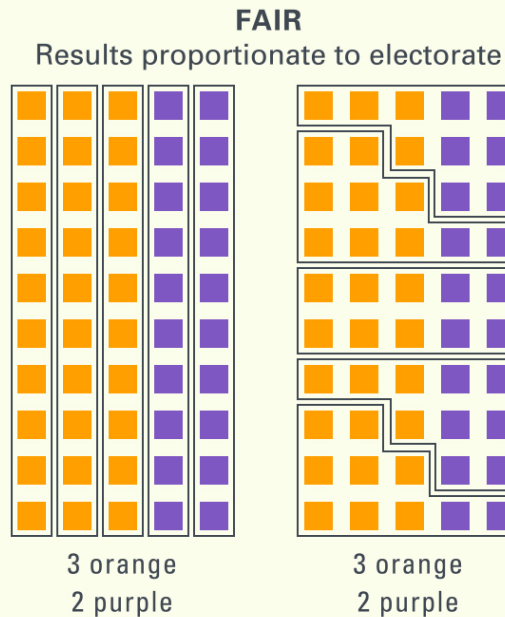 FAIR
Results proportionate to electorate
3 orange
2 purple
3 orange
2 purple